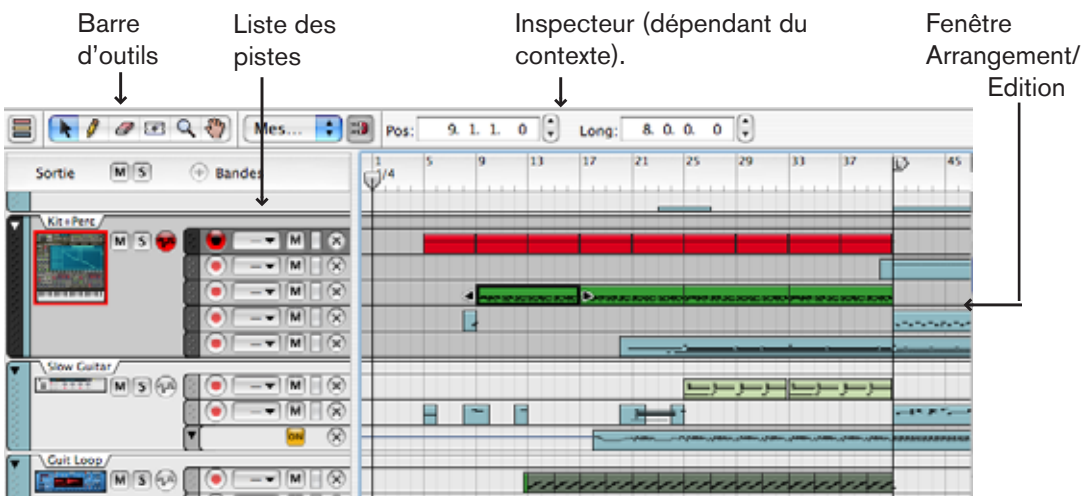 Barre
d'outils
Liste des
pistes
Inspecteur (dépendant du
contexte).
Fenêtre
Arrangement/
Edition
Mes... Pos: 9. 1. 1. 0 Long: 8. 0. 0. 0
Sortie M S Bandes
1 5 9 13 17 21 25 29 33 37 45
/4
Kit+Perc
M S — M
— M
— M
— M
— M
Slow Guitar
M S — M
— M
ON
Guit Loop
M S — M